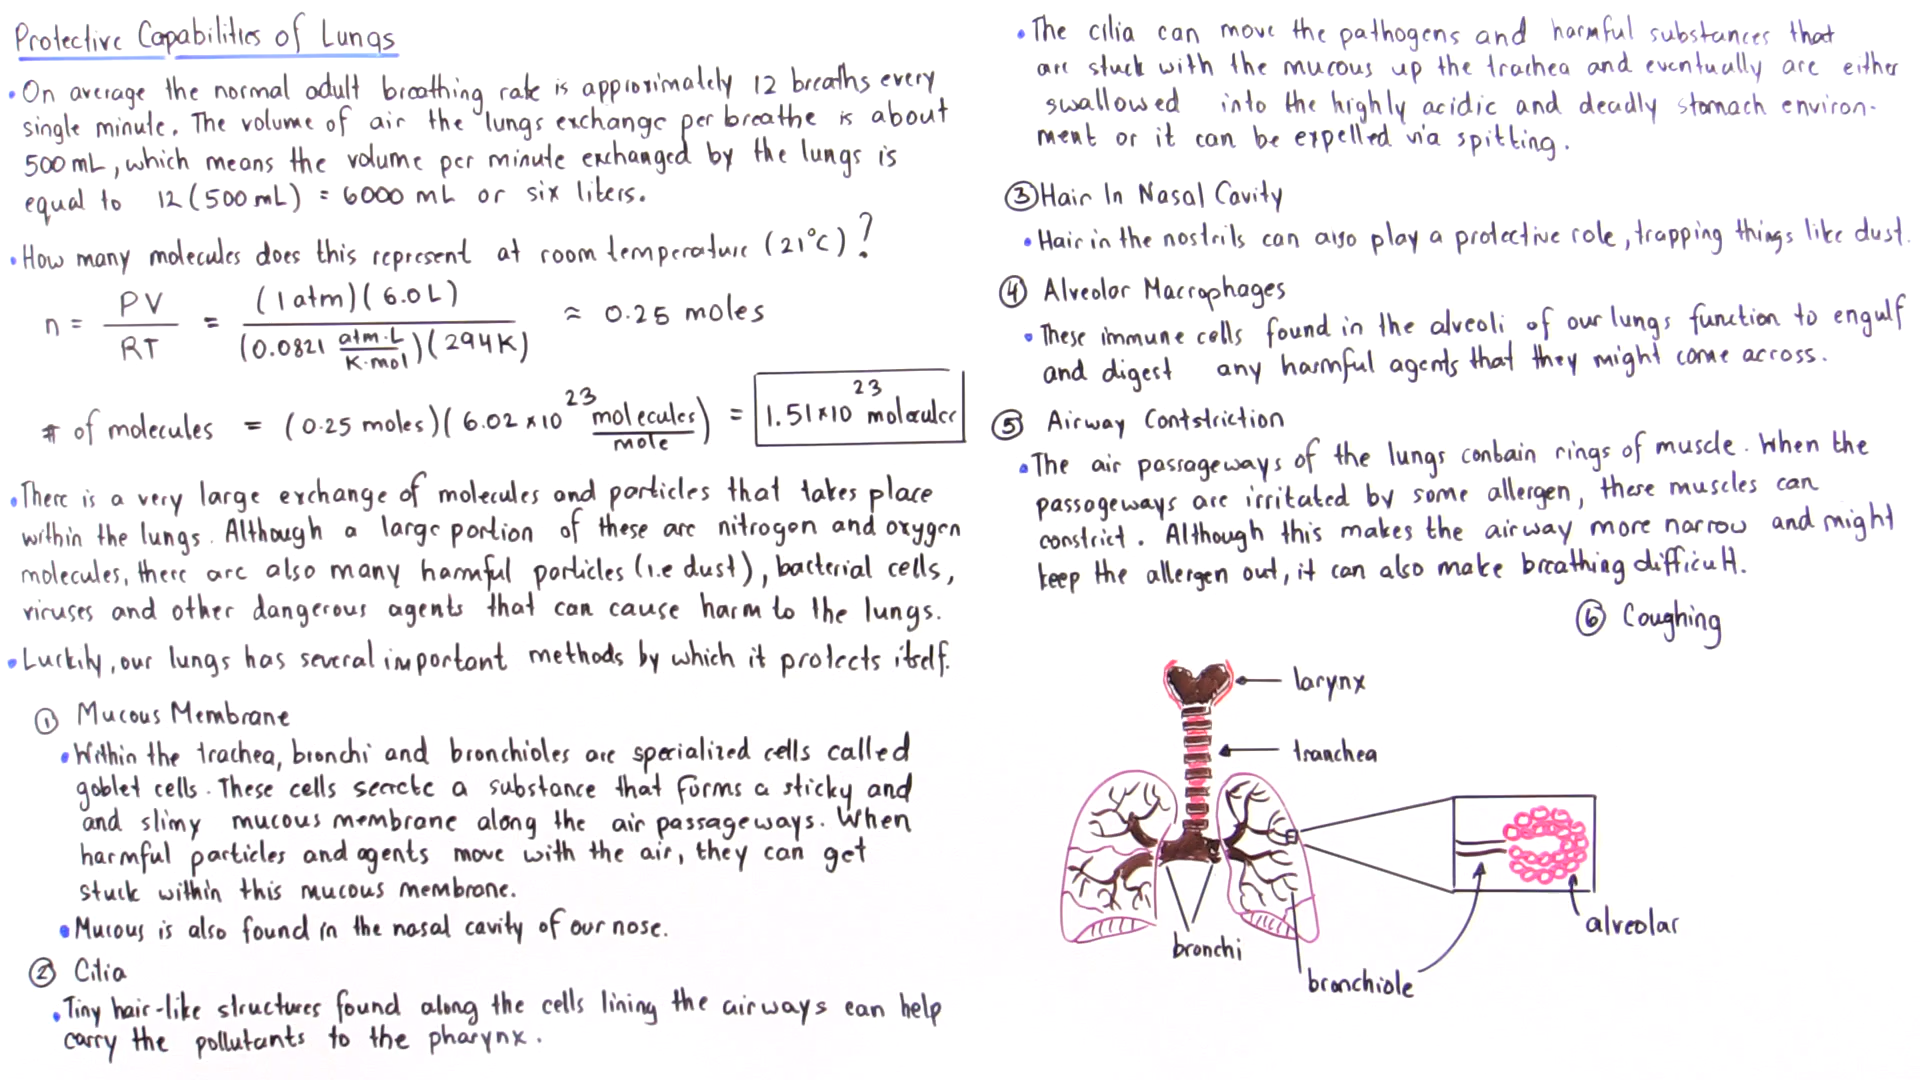 Protective Capabilities of Lungs
• On average the normal adult breathing rate is approximately 12 breaths every
single minute. The volume of air the lungs exchange per breathe is about
500 mL, which means the volume per minute exchanged by the lungs is
equal to 12 (500 mL) = 6000 mL or six liters.
• How many molecules does this represent at room temperature (21°C)?
n = PV / RT = (1 atm)(6.0 L) / (0.0821 atm·L / K·mol)(294K) ≈ 0.25 moles
# of molecules = (0.25 moles)(6.02 × 10^23 molecules / mole) = 1.51 × 10^23 molecules
• There is a very large exchange of molecules and particles that takes place
within the lungs. Although a large portion of these are nitrogen and oxygen
molecules, there are also many harmful particles (i.e dust), bacterial cells,
viruses and other dangerous agents that can cause harm to the lungs.
• Luckily, our lungs has several important methods by which it protects itself.
① Mucous Membrane
• Within the trachea, bronchi and bronchioles are specialized cells called
goblet cells. These cells secrete a substance that forms a sticky and
and slimy mucous membrane along the air passageways. When
harmful particles and agents move with the air, they can get
stuck within this mucous membrane.
• Mucous is also found in the nasal cavity of our nose.
② Cilia
• Tiny hair-like structures found along the cells lining the airways can help
carry the pollutants to the pharynx.
• The cilia can move the pathogens and harmful substances that
are stuck with the mucous up the trachea and eventually are either
swallowed into the highly acidic and deadly stomach environ-
ment or it can be expelled via spitting.
③ Hair In Nasal Cavity
• Hair in the nostrils can also play a protective role, trapping things like dust.
④ Alveolar Macrophages
• These immune cells found in the alveoli of our lungs function to engulf
and digest any harmful agents that they might come across.
⑤ Airway Contstriction
• The air passageways of the lungs contain rings of muscle. When the
passageways are irritated by some allergen, these muscles can
constrict. Although this makes the airway more narrow and might
keep the allergen out, it can also make breathing difficult.
⑥ Coughing
larynx
tranchea
bronchi
bronchiole
alveolar